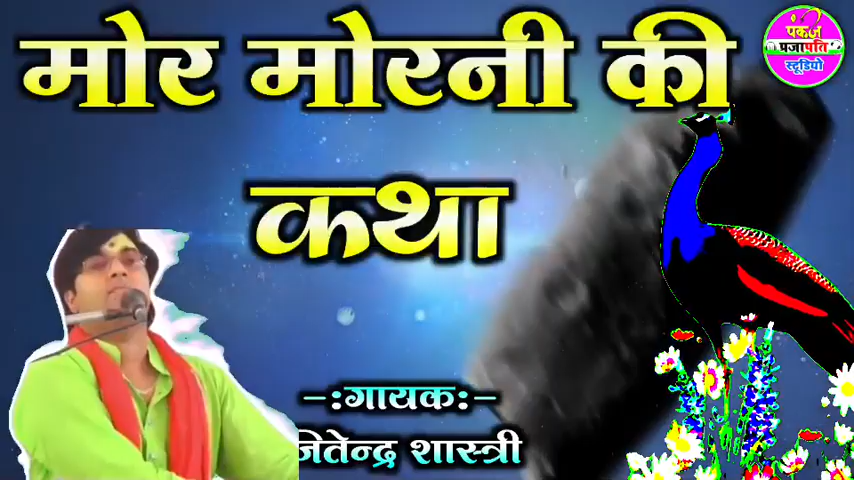 मोर मोरनी की
कथा
पंकज
प्रजापति
स्टूडियो
-:गायक:-
जितेन्द्र शास्त्री